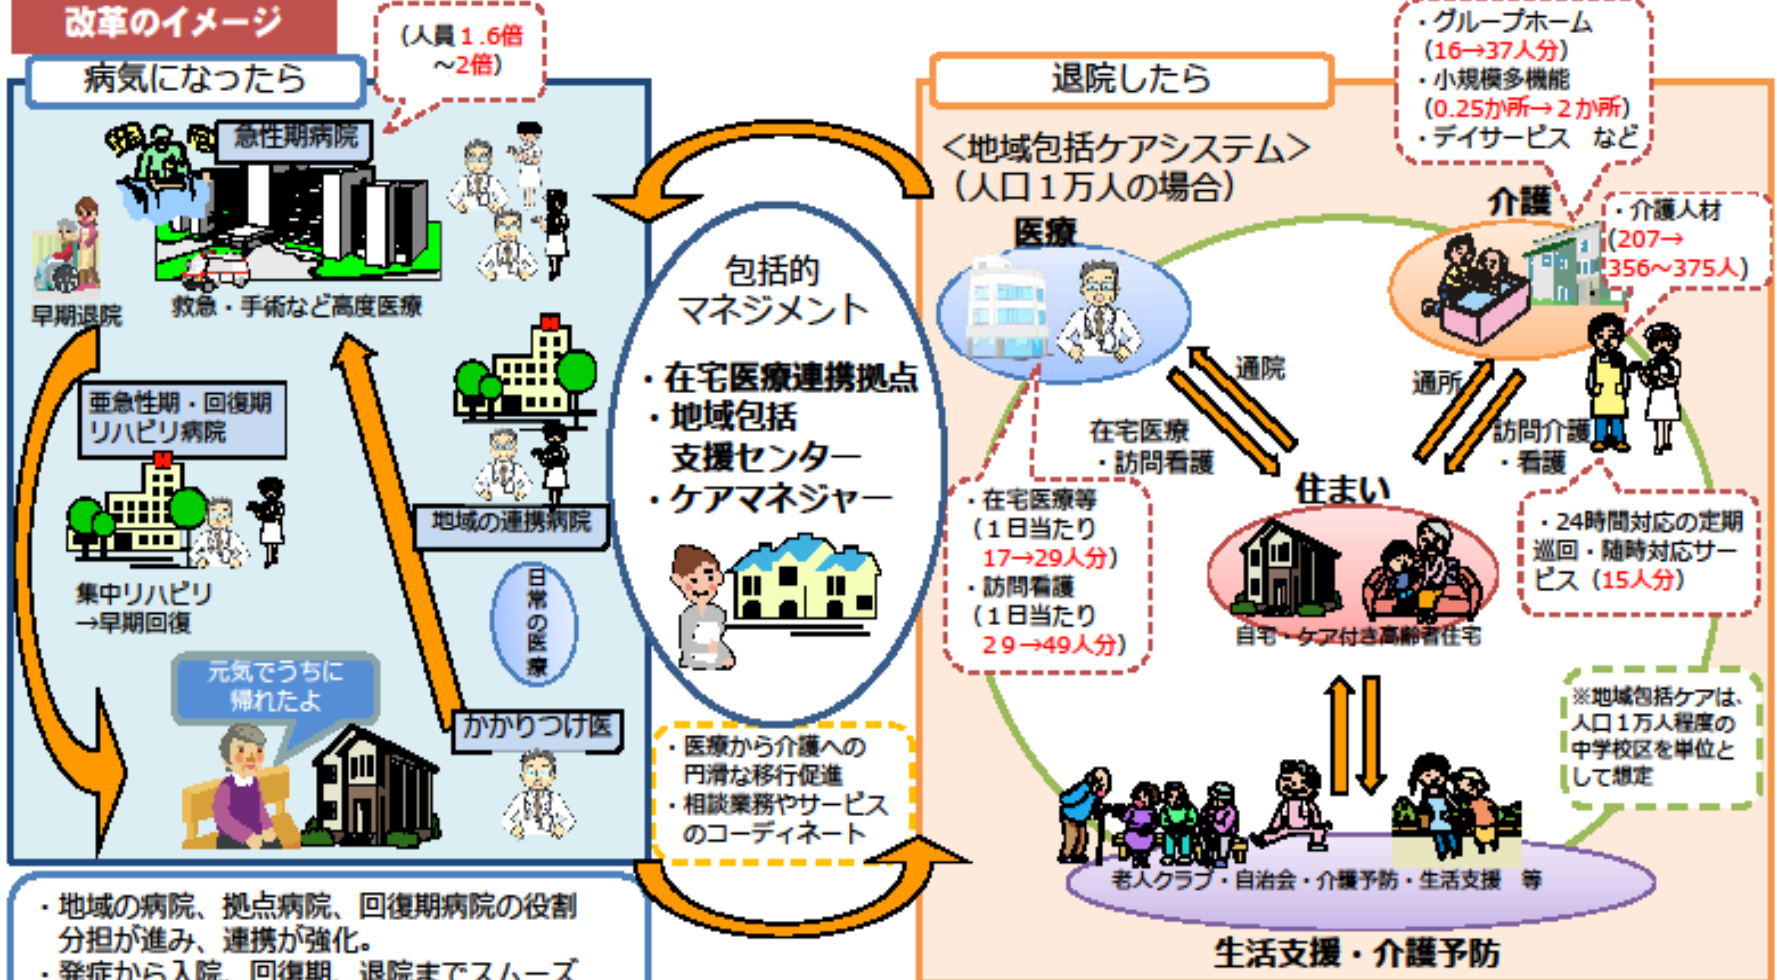 改革のイメージ
病気になったら
(人員1.6倍
～2倍)
急性期病院
救急・手術など高度医療
早期退院
亜急性期・回復期
リハビリ病院
集中リハビリ
→早期回復
地域の連携病院
日常の医療
元気でうちに
帰れたよ
かかりつけ医
・地域の病院、拠点病院、回復期病院の役割
分担が進み、連携が強化。
・発症から入院、回復期、退院までスムーズ
包括的
マネジメント
・在宅医療連携拠点
・地域包括
支援センター
・ケアマネジャー
・医療から介護への
円滑な移行促進
・相談業務やサービス
のコーディネート
退院したら
＜地域包括ケアシステム＞
(人口1万人の場合)
・グループホーム
(16→37人分)
・小規模多機能
(0.25か所→2か所)
・デイサービス　など
医療
介護
・介護人材
(207→
356～375人)
通院
在宅医療
・訪問看護
通所
訪問介護
・看護
・在宅医療等
(1日当たり
17→29人分)
・訪問看護
(1日当たり
29→49人分)
住まい
自宅・ケア付き高齢者住宅
・24時間対応の定期
巡回・随時対応サー
ビス (15人分)
※地域包括ケアは、
人口1万人程度の
中学校区を単位と
して想定
老人クラブ・自治会・介護予防・生活支援　等
生活支援・介護予防